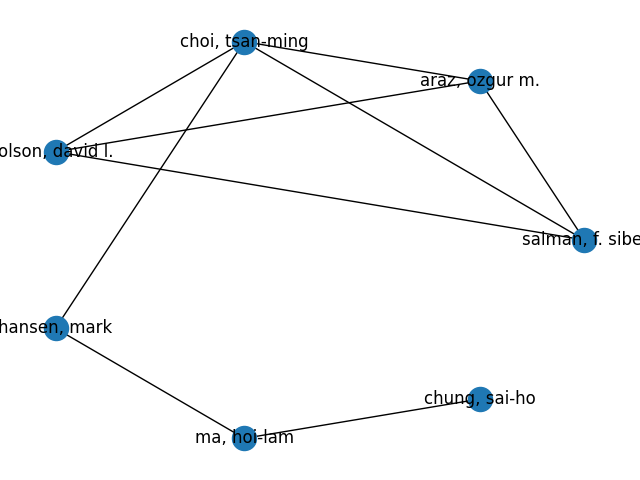 choi, tsan-ming
araz, ozgur m.
olson, david l.
salman, f. sibe
hansen, mark
chung, sai-ho
ma, hoi-lam